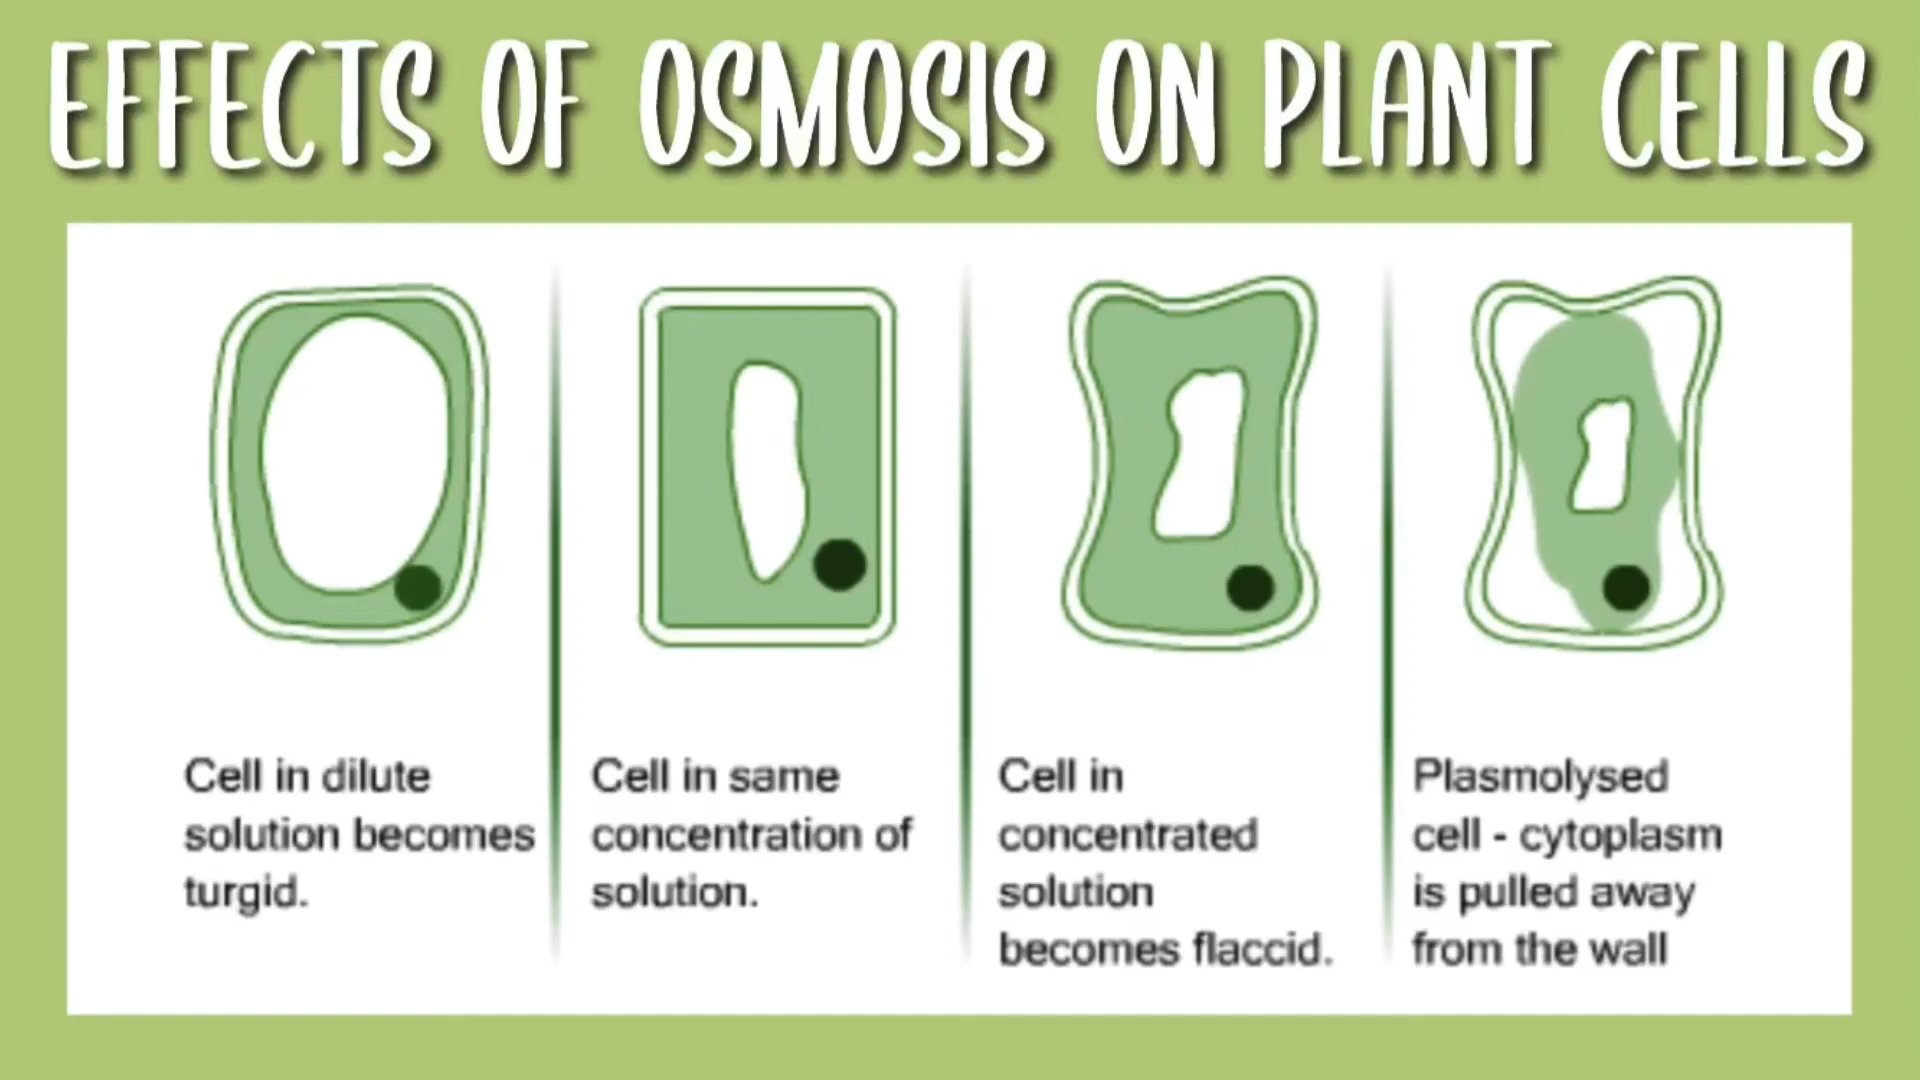 EFFECTS OF OSMOSIS ON PLANT CELLS
Cell in dilute
solution becomes
turgid.
Cell in same
concentration of
solution.
Cell in
concentrated
solution
becomes flaccid.
Plasmolysed
cell - cytoplasm
is pulled away
from the wall